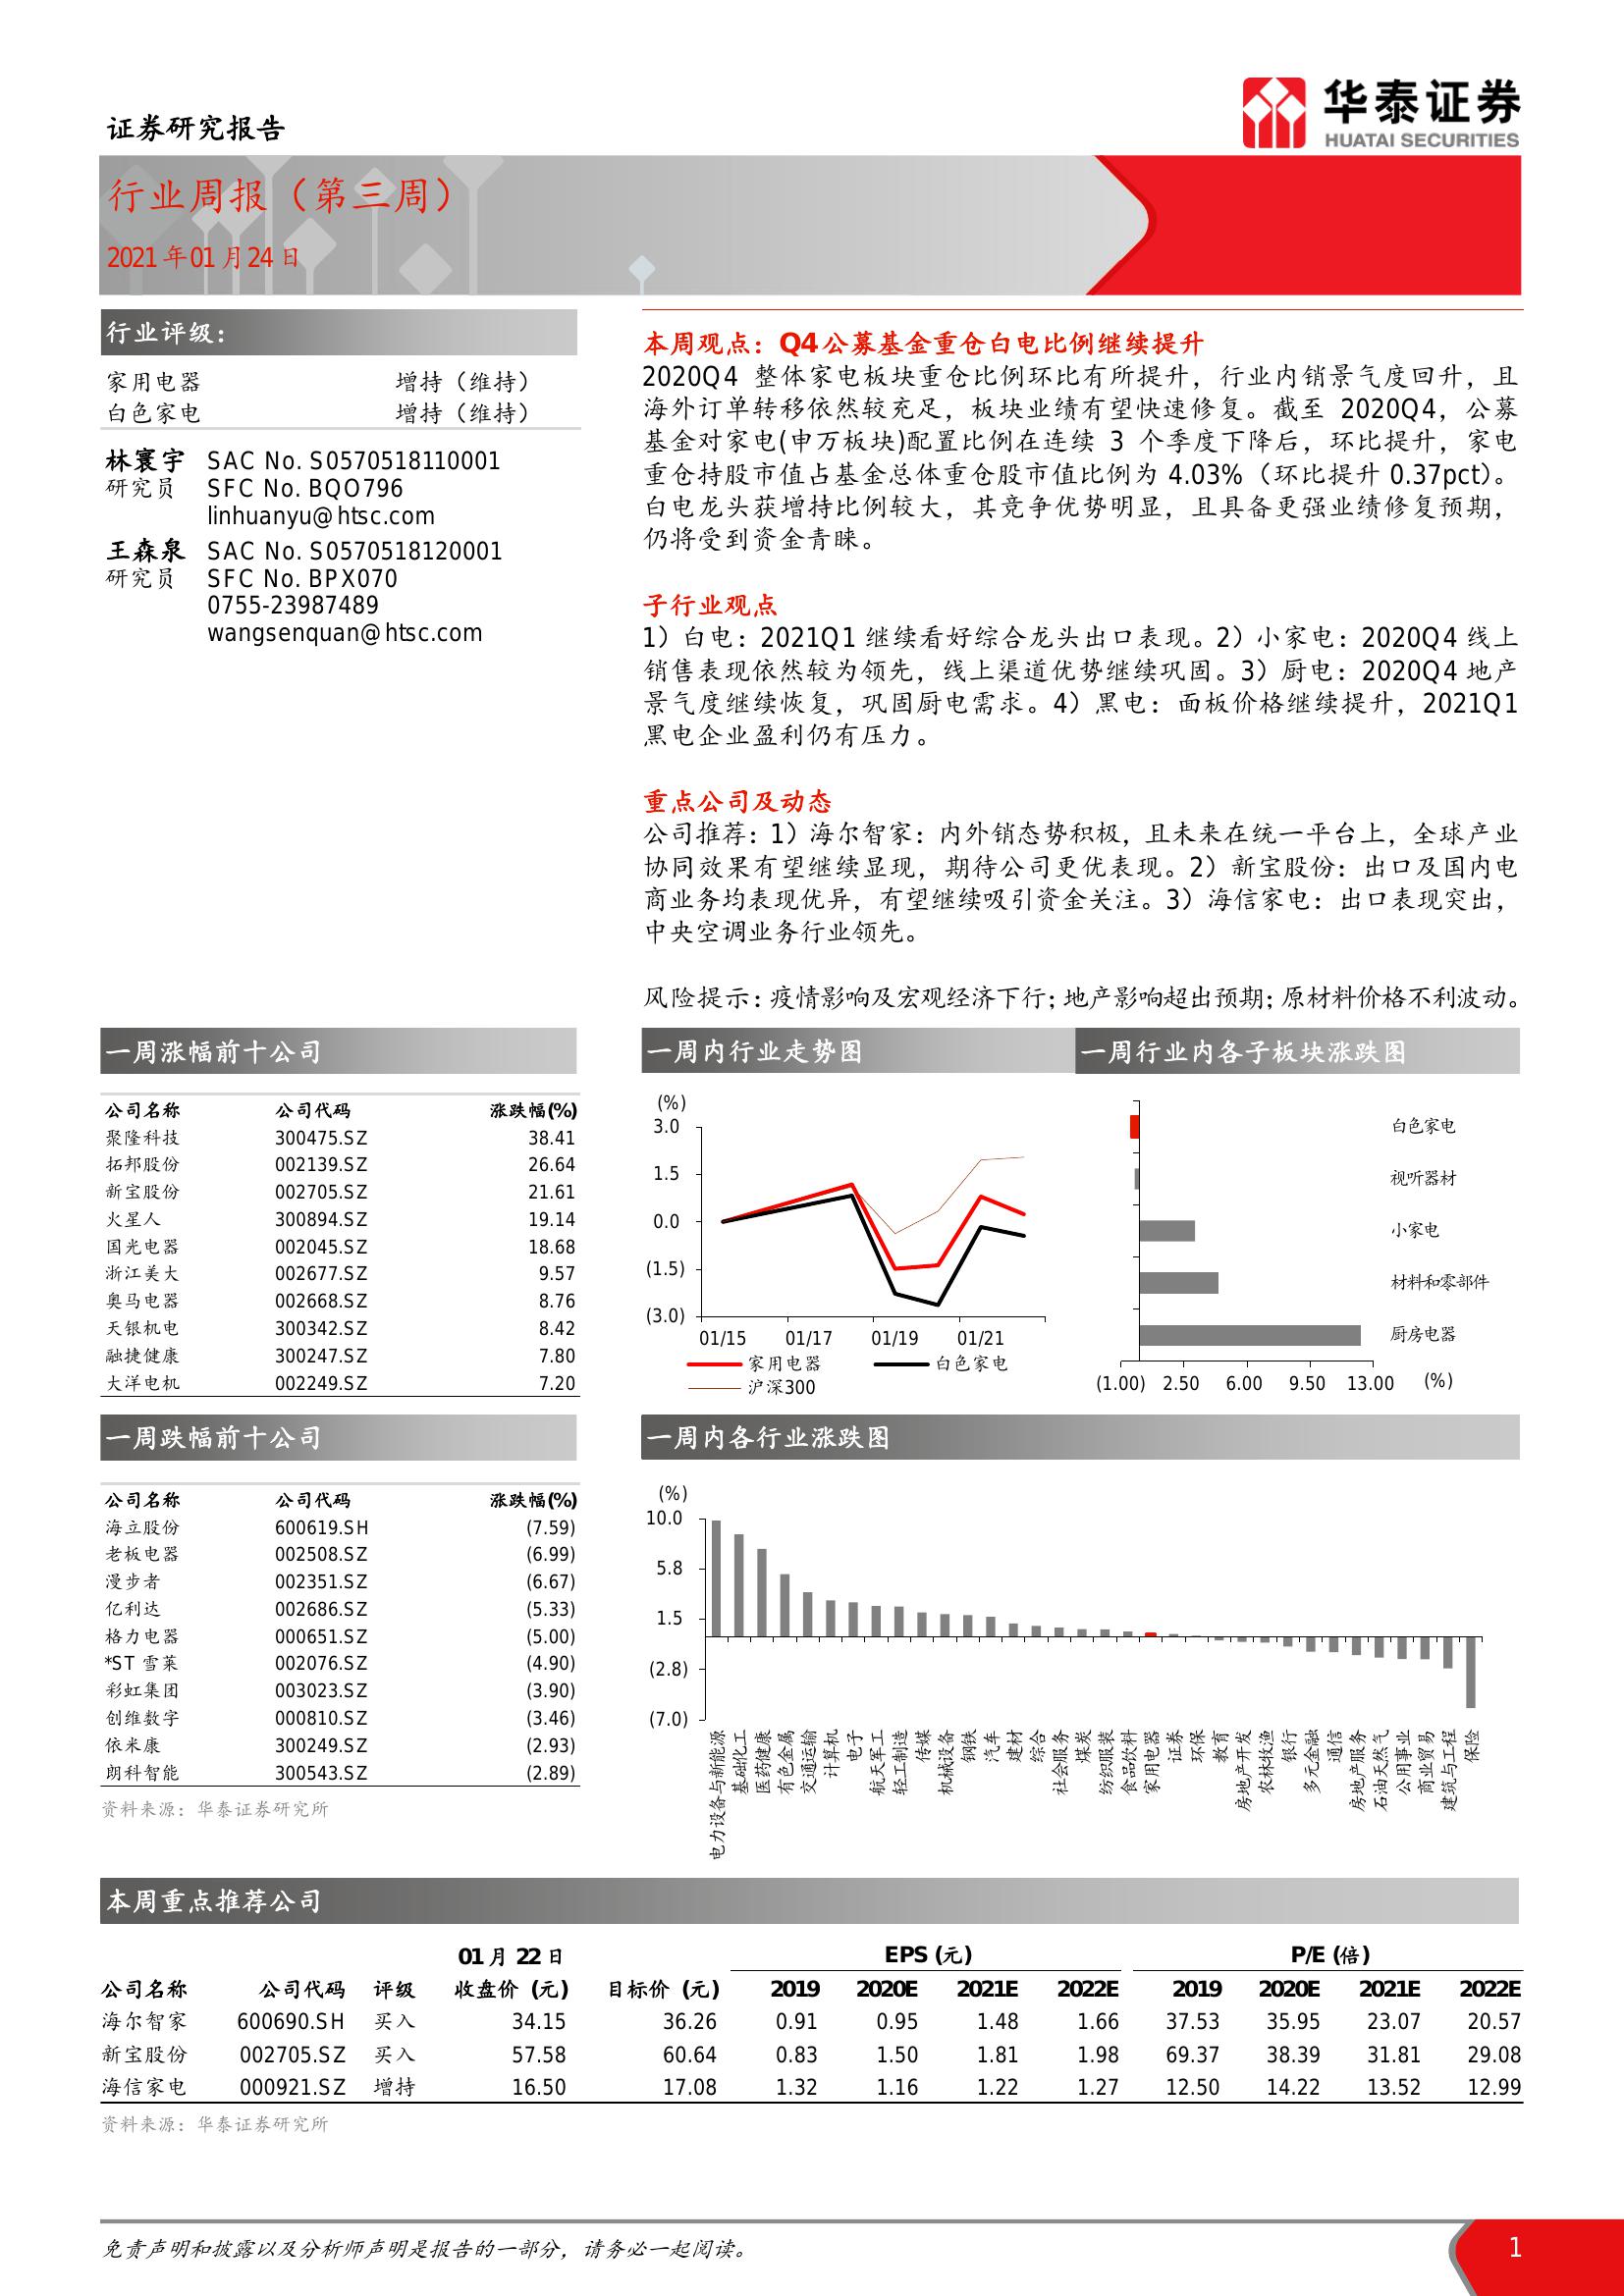 证券研究报告
华泰证券
HUATAI SECURITIES
行业周报（第三周）
2021年01月24日
行业评级：
家用电器 增持（维持）
白色家电 增持（维持）
林寰宇 SAC No. S0570518110001
研究员 SFC No. BQO796
linhuanyu@htsc.com
王森泉 SAC No. S0570518120001
研究员 SFC No. BPX070
0755-23987489
wangsenquan@htsc.com
本周观点：Q4公募基金重仓白电比例继续提升
2020Q4 整体家电板块重仓比例环比有所提升，行业内销景气度回升，且
海外订单转移依然较充足，板块业绩有望快速修复。截至 2020Q4，公募
基金对家电(申万板块)配置比例在连续 3 个季度下降后，环比提升，家电
重仓持股市值占基金总体重仓股市值比例为 4.03%（环比提升 0.37pct）。
白电龙头获增持比例较大，其竞争优势明显，且具备更强业绩修复预期，
仍将受到资金青睐。
子行业观点
1）白电：2021Q1 继续看好综合龙头出口表现。2）小家电：2020Q4 线上
销售表现依然较为领先，线上渠道优势继续巩固。3）厨电：2020Q4 地产
景气度继续恢复，巩固厨电需求。4）黑电：面板价格继续提升，2021Q1
黑电企业盈利仍有压力。
重点公司及动态
公司推荐：1）海尔智家：内外销态势积极，且未来在统一平台上，全球产业
协同效果有望继续显现，期待公司更优表现。2）新宝股份：出口及国内电
商业务均表现优异，有望继续吸引资金关注。3）海信家电：出口表现突出，
中央空调业务行业领先。
风险提示：疫情影响及宏观经济下行；地产影响超出预期；原材料价格不利波动。
一周涨幅前十公司
公司名称 公司代码 涨跌幅(%)
聚隆科技 300475.SZ 38.41
拓邦股份 002139.SZ 26.64
新宝股份 002705.SZ 21.61
火星人 300894.SZ 19.14
国光电器 002045.SZ 18.68
浙江美大 002677.SZ 9.57
奥马电器 002668.SZ 8.76
天银机电 300342.SZ 8.42
融捷健康 300247.SZ 7.80
大洋电机 002249.SZ 7.20
一周内行业走势图
(%)
3.0
1.5
0.0
(1.5)
(3.0)
01/15 01/17 01/19 01/21
家用电器 白色家电
沪深300
一周行业内各子板块涨跌图
白色家电
视听器材
小家电
材料和零部件
厨房电器
(1.00) 2.50 6.00 9.50 13.00 (%)
一周跌幅前十公司
公司名称 公司代码 涨跌幅(%)
海立股份 600619.SH (7.59)
老板电器 002508.SZ (6.99)
漫步者 002351.SZ (6.67)
亿利达 002686.SZ (5.33)
格力电器 000651.SZ (5.00)
*ST 雪莱 002076.SZ (4.90)
彩虹集团 003023.SZ (3.90)
创维数字 000810.SZ (3.46)
依米康 300249.SZ (2.93)
朗科智能 300543.SZ (2.89)
资料来源：华泰证券研究所
一周内各行业涨跌图
(%)
10.0
5.8
1.5
(2.8)
(7.0)
电力设备与新能源
基础化工
医药健康
有色金属
交通运输
计算机
电子
航天军工
轻工制造
传媒
机械设备
钢铁
汽车
建材
综合
社会服务
煤炭
纺织服装
食品饮料
家用电器
证券
环保
教育
房地产开发
农林牧渔
银行
多元金融
通信
房地产服务
石油天然气
公用事业
商业贸易
建筑与工程
保险
本周重点推荐公司
01月 22日 EPS (元) P/E (倍)
公司名称 公司代码 评级 收盘价 (元) 目标价 (元) 2019 2020E 2021E 2022E 2019 2020E 2021E 2022E
海尔智家 600690.SH 买入 34.15 36.26 0.91 0.95 1.48 1.66 37.53 35.95 23.07 20.57
新宝股份 002705.SZ 买入 57.58 60.64 0.83 1.50 1.81 1.98 69.37 38.39 31.81 29.08
海信家电 000921.SZ 增持 16.50 17.08 1.32 1.16 1.22 1.27 12.50 14.22 13.52 12.99
资料来源：华泰证券研究所
免责声明和披露以及分析师声明是报告的一部分，请务必一起阅读。
1